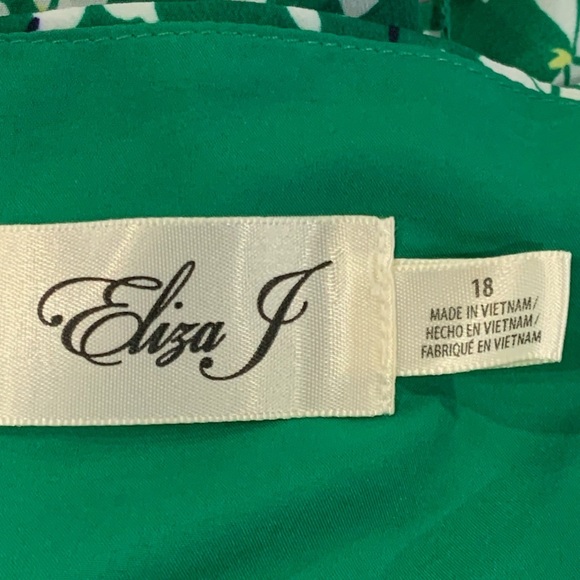 Eliza J
18
MADE IN VIETNAM/
HECHO EN VIETNAM/
FABRIQUÉ EN VIETNAM